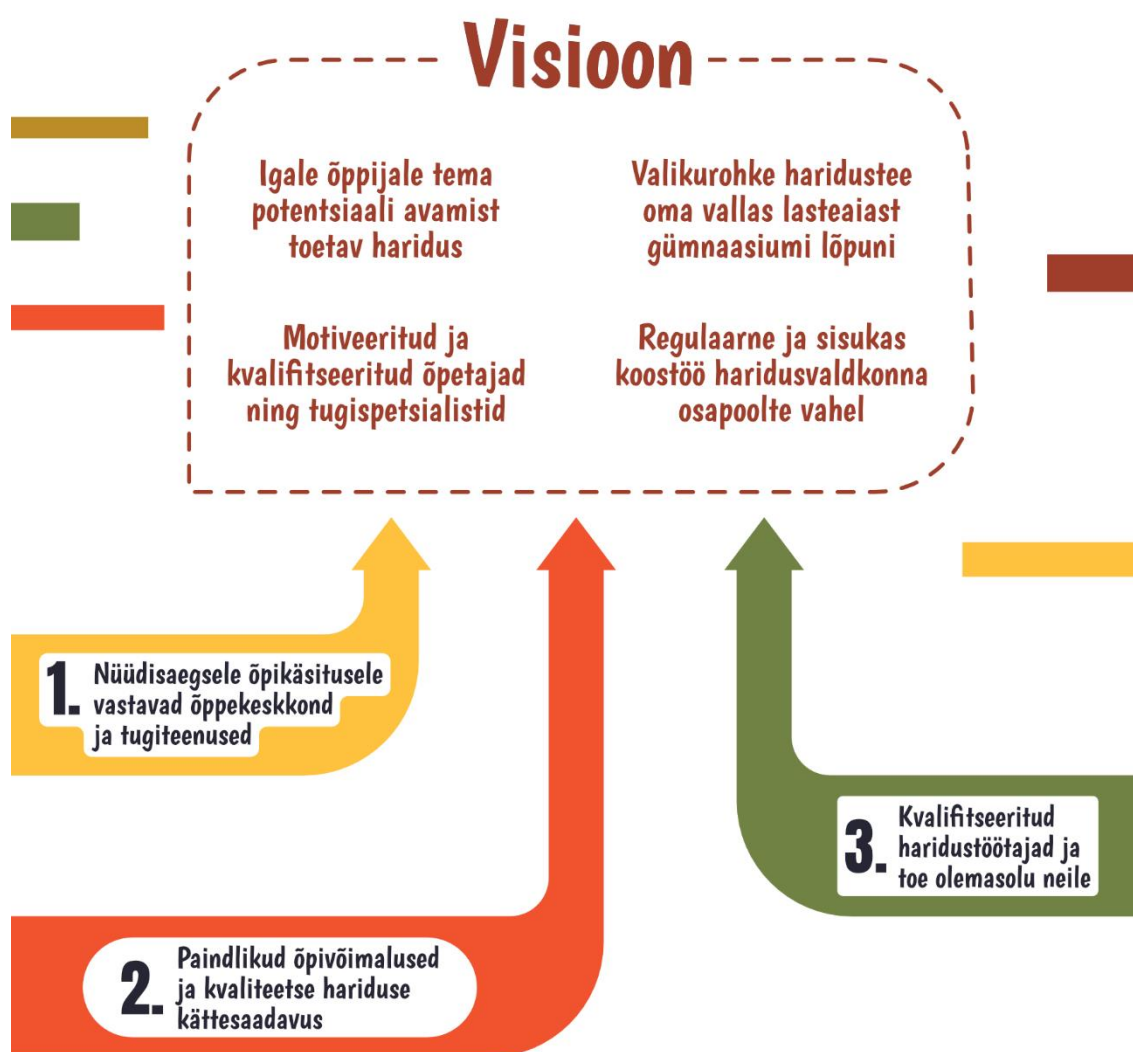 Visioon
Igale õppijale tema
potentsiaali avamist
toetav haridus
Valikurohke haridustee
oma vallas lasteaiast
gümnaasiumi lõpuni
Motiveeritud ja
kvalifitseeritud õpetajad
ning tugispetsialistid
Regulaarne ja sisukas
koostöö haridusvaldkonna
osapoolte vahel
1. Nüüdisaegsele õpikäsitusele
vastavad õppekeskkond
ja tugiteenused
3. Kvalifitseeritud
haridustöötajad ja
toe olemasolu neile
2. Paindlikud õpivõimalused
ja kvaliteetse hariduse
kättesaadavus